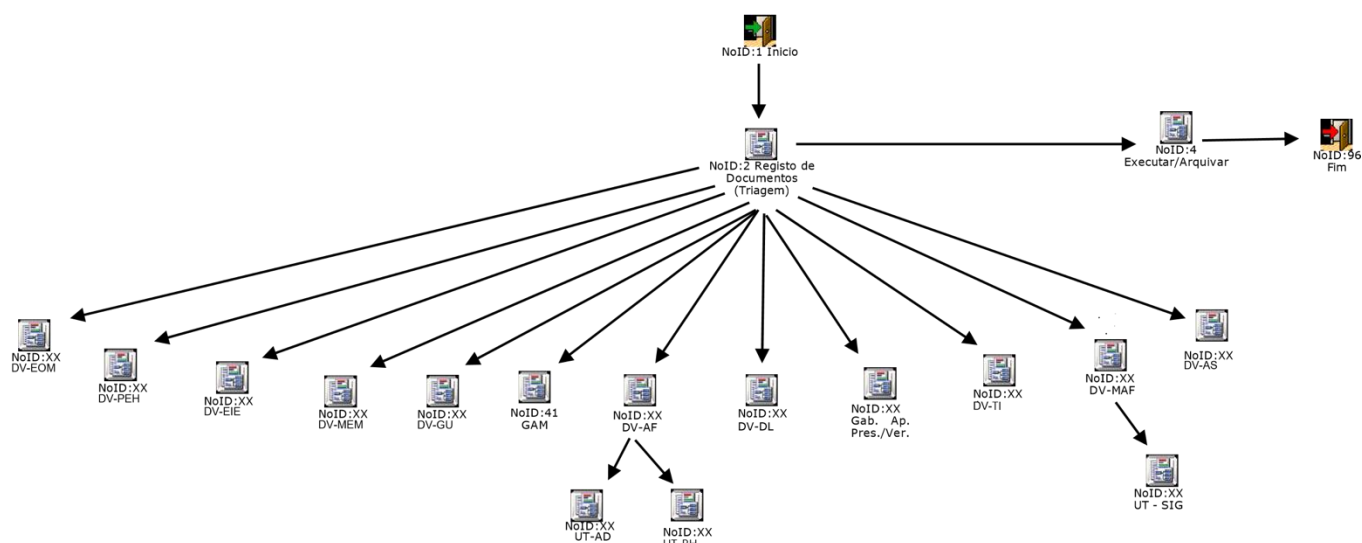 NoID:1 Inicio
NoID:2 Registo de
Documentos
(Triagem)
NoID:4
Executar/Arquivar
NoID:96
Fim
NoID:XX
DV-EOM
NoID:XX
DV-PEH
NoID:XX
DV-EIE
NoID:XX
DV-MEM
NoID:XX
DV-GU
NoID:41
GAM
NoID:XX
DV-AF
NoID:XX
DV-DL
NoID:XX
Gab. Ap.
Pres./Ver.
NoID:XX
DV-TI
NoID:XX
DV-MAF
NoID:XX
DV-AS
NoID:XX
UT-AD
NoID:XX
NoID:XX
UT - SIG